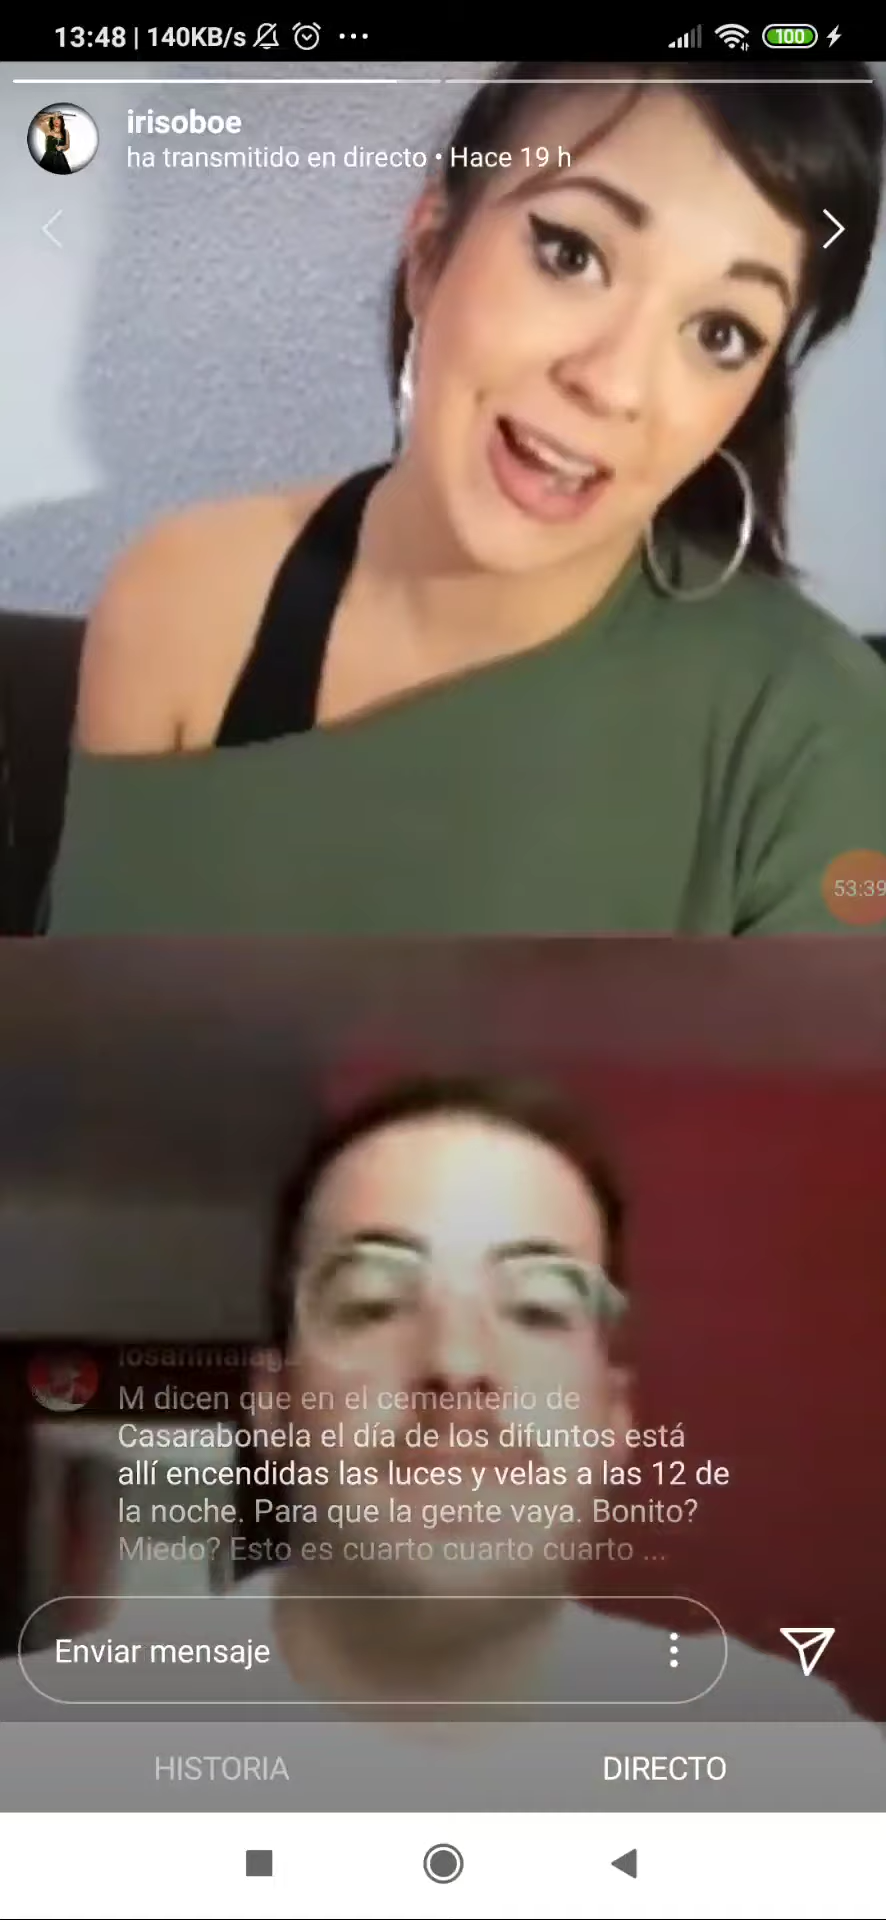 13:48 | 140KB/s
100
irisoboe
ha transmitido en directo • Hace 19 h
53:39
M dicen que en el cementerio de
Casarabonela el día de los difuntos está
allí encendidas las luces y velas a las 12 de
la noche. Para que la gente vaya. Bonito?
Miedo? Esto es cuarto cuarto cuarto ...
Enviar mensaje
HISTORIA
DIRECTO